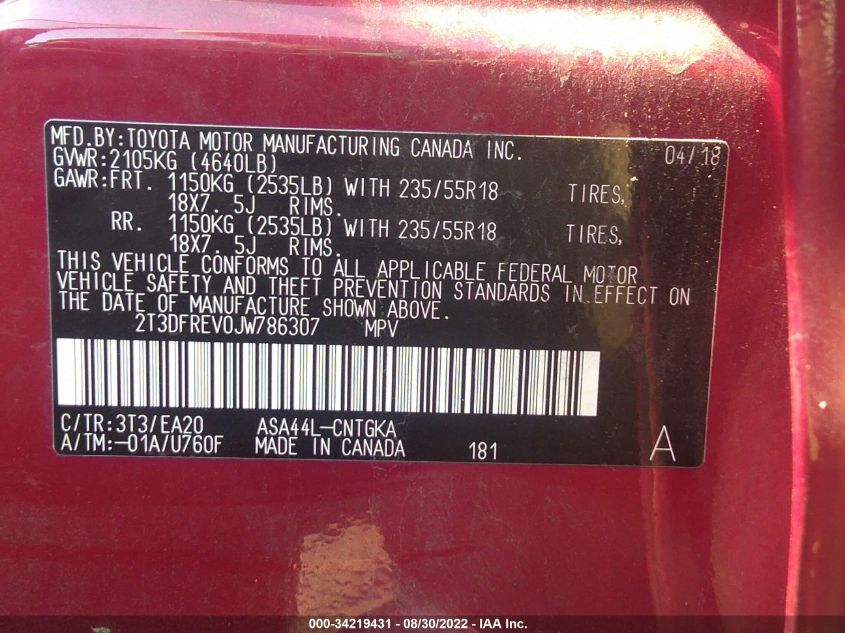 MFD.BY:TOYOTA MOTOR MANUFACTURING CANADA INC. 04/18
GVWR:2105KG (4640LB)
GAWR:FRT. 1150KG (2535LB) WITH 235/55R18 TIRES,
18X7. 5J RIMS.
RR. 1150KG (2535LB) WITH 235/55R18 TIRES,
18X7. 5J RIMS.
THIS VEHICLE CONFORMS TO ALL APPLICABLE FEDERAL MOTOR
VEHICLE SAFETY AND THEFT PREVENTION STANDARDS IN EFFECT ON
THE DATE OF MANUFACTURE SHOWN ABOVE.
2T3DFREV0JW786307 MPV
C/TR:3T3/EA20 ASA44L-CNTGKA
A/TM:-01A/U760F MADE IN CANADA 181 A
000-34219431 - 08/30/2022 - IAA Inc.